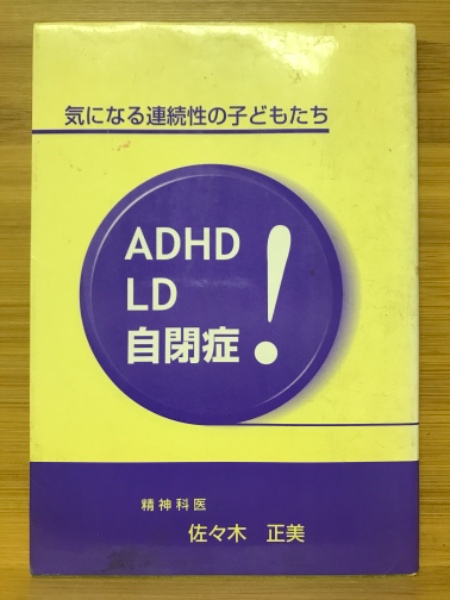 気になる連続性の子どもたち
ADHD
LD
自閉症
!
精神科医
佐々木 正美